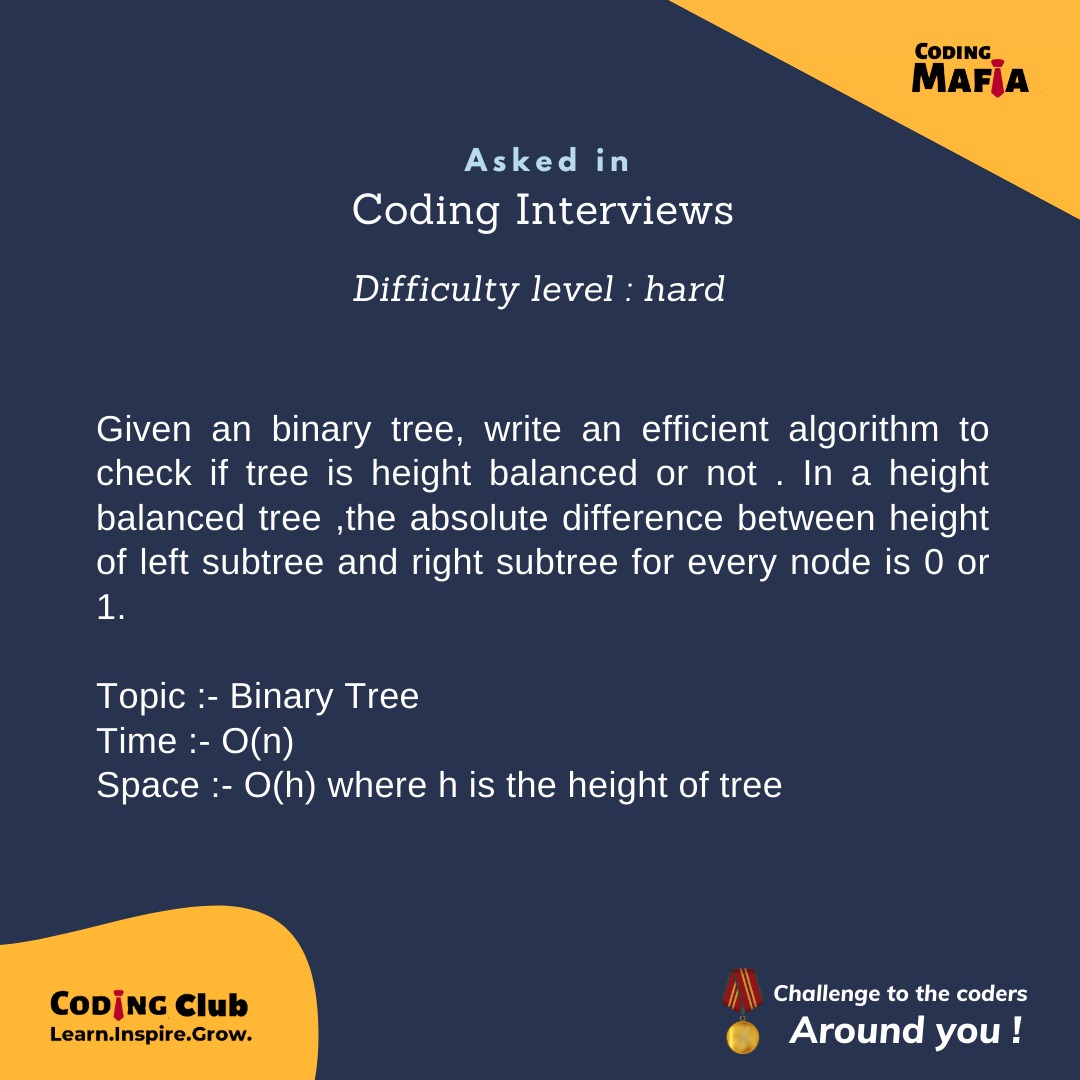 CODING
MAFIA
Asked in
Coding Interviews
Difficulty level : hard
Given an binary tree, write an efficient algorithm to
check if tree is height balanced or not . In a height
balanced tree ,the absolute difference between height
of left subtree and right subtree for every node is 0 or
1.
Topic :- Binary Tree
Time :- O(n)
Space :- O(h) where h is the height of tree
CODING Club
Learn.Inspire.Grow.
Challenge to the coders
Around you !